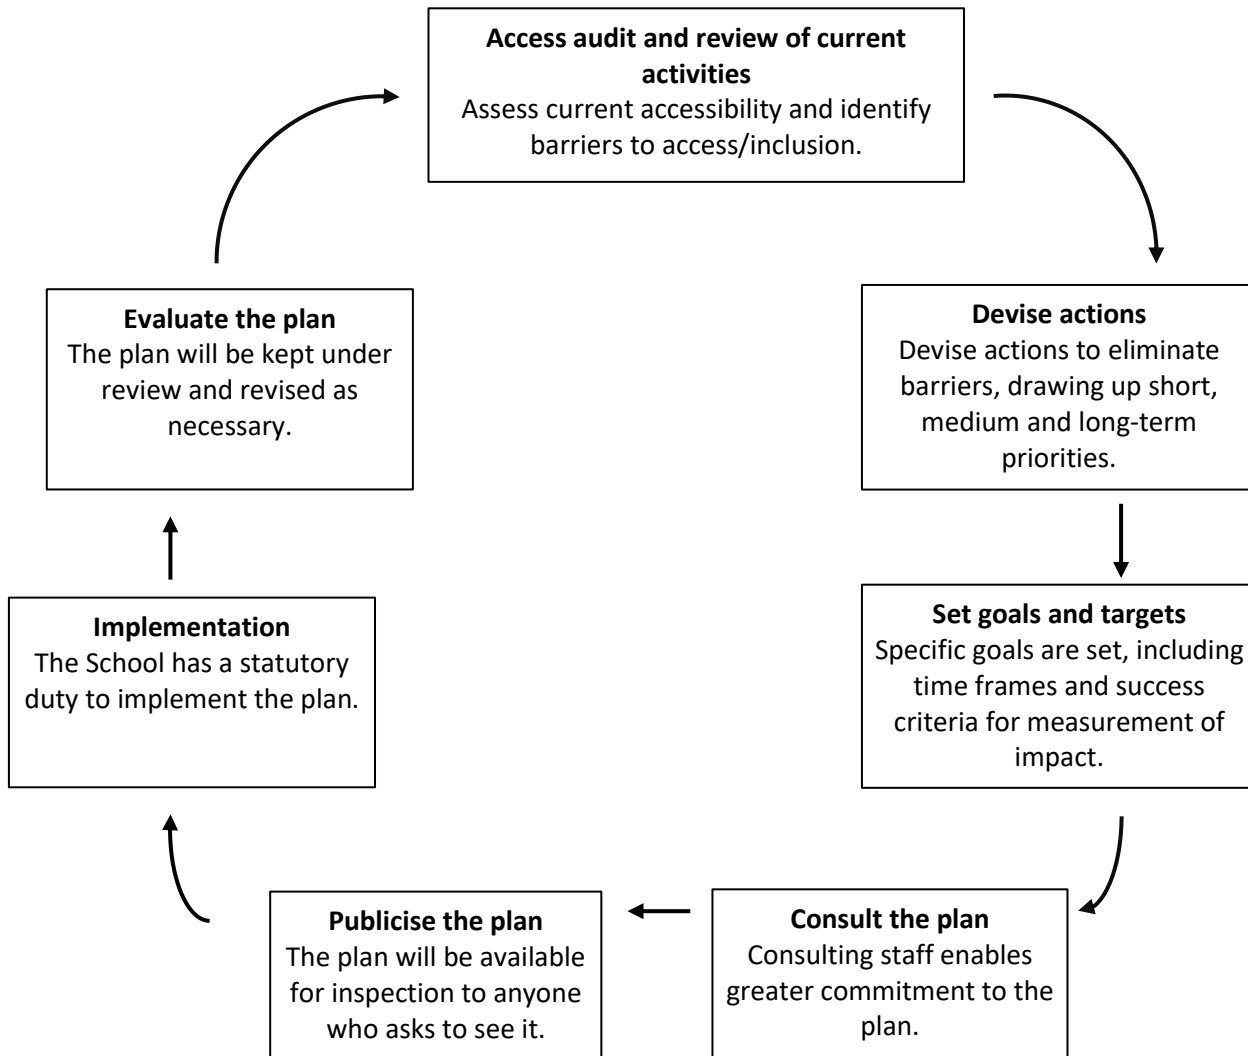 Access audit and review of current
activities
Assess current accessibility and identify
barriers to access/inclusion.
Devise actions
Devise actions to eliminate
barriers, drawing up short,
medium and long-term
priorities.
Set goals and targets
Specific goals are set, including
time frames and success
criteria for measurement of
impact.
Consult the plan
Consulting staff enables
greater commitment to the
plan.
Publicise the plan
The plan will be available
for inspection to anyone
who asks to see it.
Implementation
The School has a statutory
duty to implement the plan.
Evaluate the plan
The plan will be kept under
review and revised as
necessary.